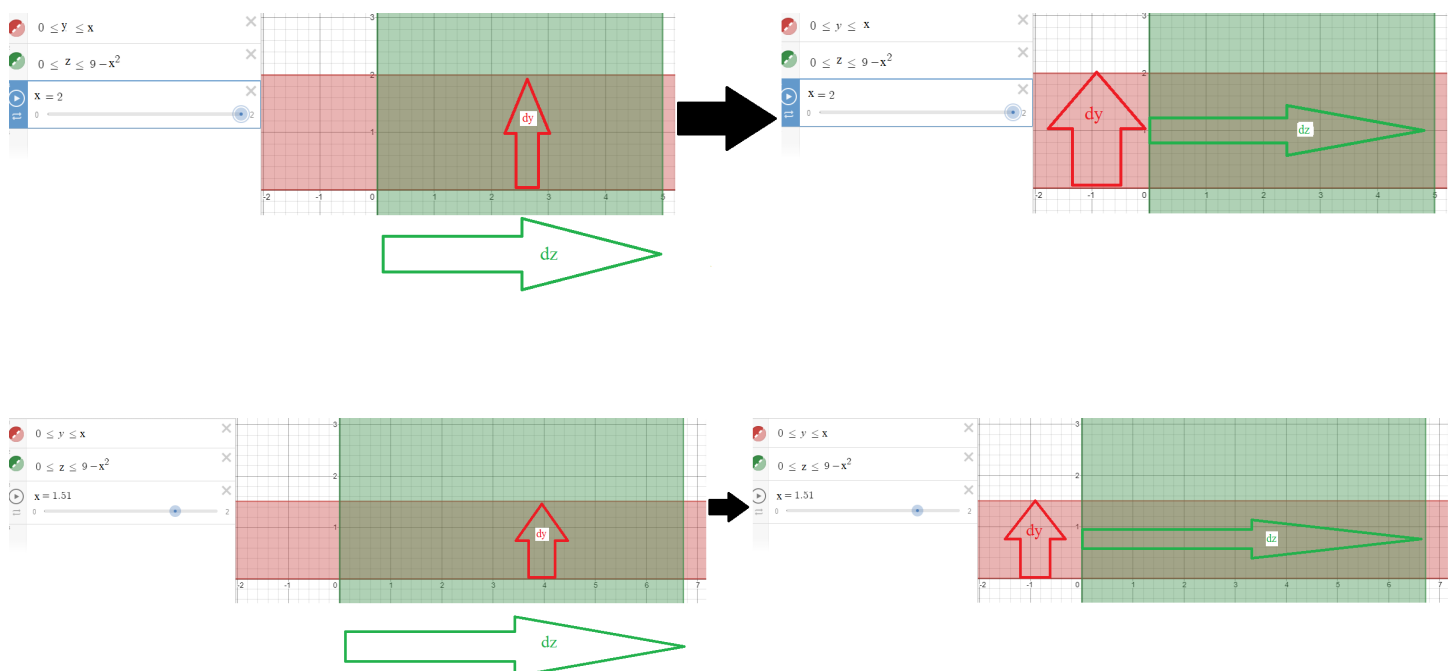 0 ≤ y ≤ x
0 ≤ z ≤ 9 − x²
x = 2
0 2
3
2
1
-2 -1 0 1 2 3 4 5
dy
dz
0 ≤ y ≤ x
0 ≤ z ≤ 9 − x²
x = 2
0 2
3
2
1
-2 -1 0 1 2 3 4 5
dy
dz
0 ≤ y ≤ x
0 ≤ z ≤ 9 − x²
x = 1.51
0 2
3
2
1
-2 -1 0 1 2 3 4 5 6 7
dy
dz
0 ≤ y ≤ x
0 ≤ z ≤ 9 − x²
x = 1.51
0 2
3
2
1
-2 -1 0 1 2 3 4 5 6 7
dy
dz